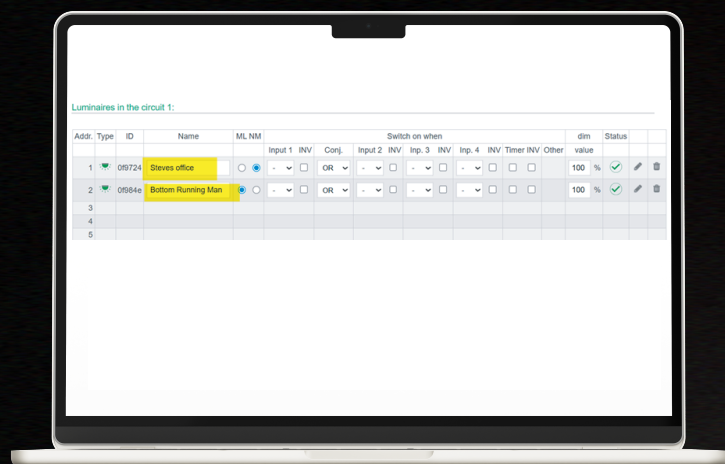 Luminaires in the circuit 1:
Addr. Type ID Name ML NM Switch on when dim Status
Input 1 INV Conj. Input 2 INV Inp. 3 INV Inp. 4 INV Timer INV Other value
1 0f9724 Steves office - OR - - - 100 %
2 0f984e Bottom Running Man - OR - - - 100 %
3
4
5